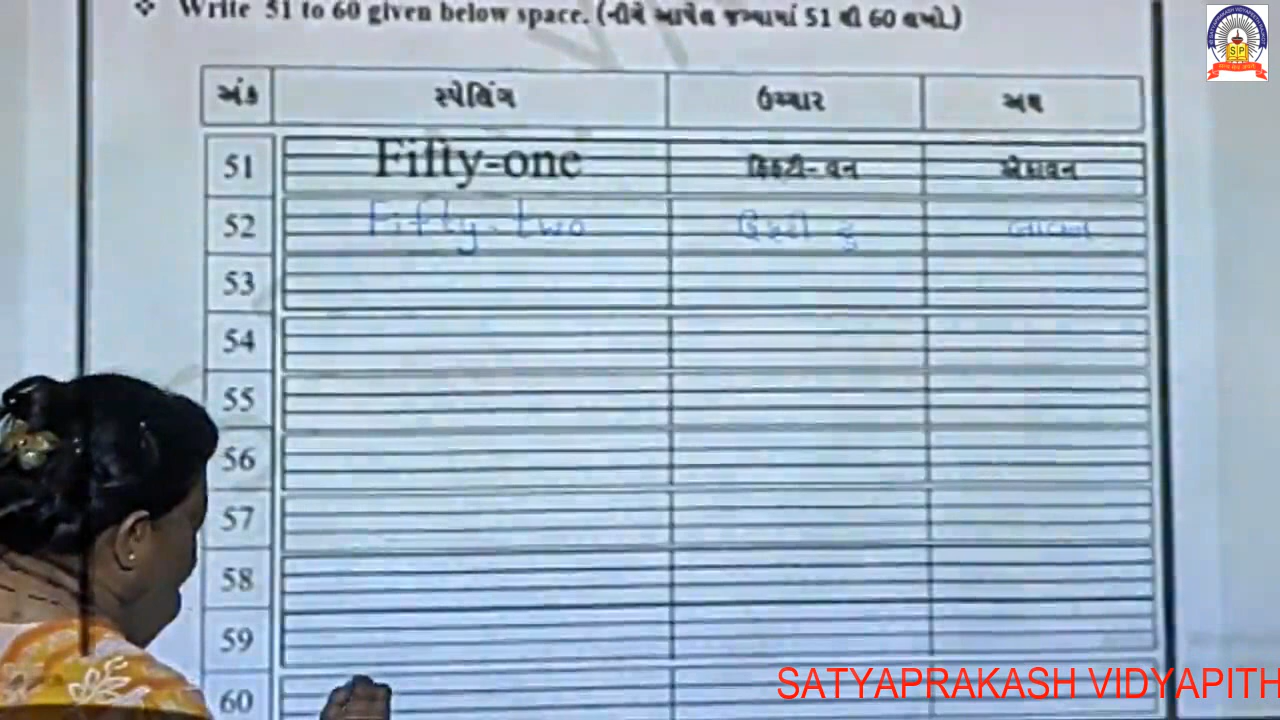 ❖ Write 51 to 60 given below space. (નીચે આપેલ જગ્યામાં 51 થી 60 લખો.)
અંક સ્પેલિંગ ઉચ્ચાર અર્થ
51 Fifty-one ફિફ્ટી- વન એકાવન
52 Fifty-two ફિફ્ટી ટુ બાવન
53
54
55
56
57
58
59
60
SATYAPRAKASH VIDYAPITH